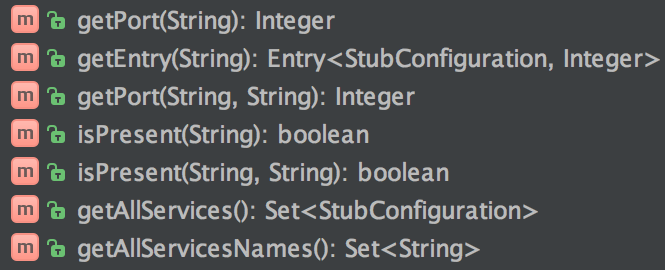 m getPort(String): Integer
m getEntry(String): Entry<StubConfiguration, Integer>
m getPort(String, String): Integer
m isPresent(String): boolean
m isPresent(String, String): boolean
m getAllServices(): Set<StubConfiguration>
m getAllServicesNames(): Set<String>